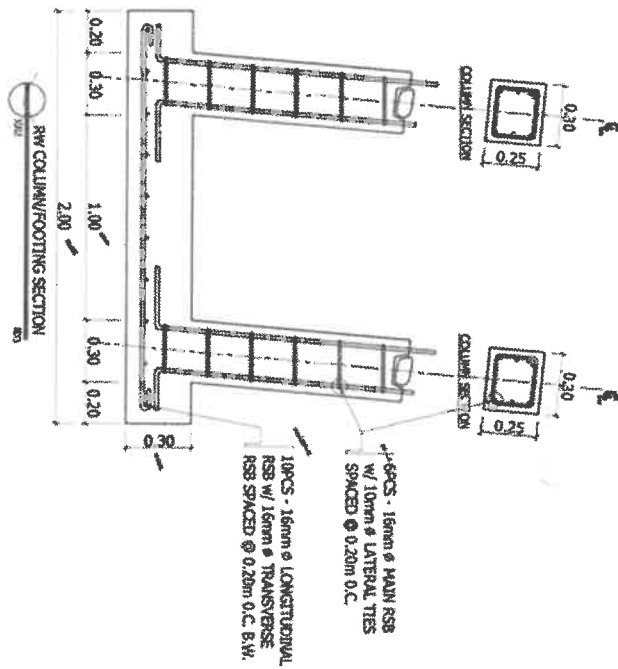 0.30
0.25
COLUMN SECTION
0.30
0.25
COLUMN SECTION
6PCS - 16mm ø MAIN RSB
W/ 10mm ø LATERAL TIES
SPACED @ 0.20m O.C.
10PCS - 16mm ø LONGITUDINAL
RSB W/ 16mm ø TRANSVERSE
RSB SPACED @ 0.20m O.C. B.W.
0.30
0.20
0.30
1.00
0.30
0.20
2.00
RW COLUMN/FOOTING SECTION